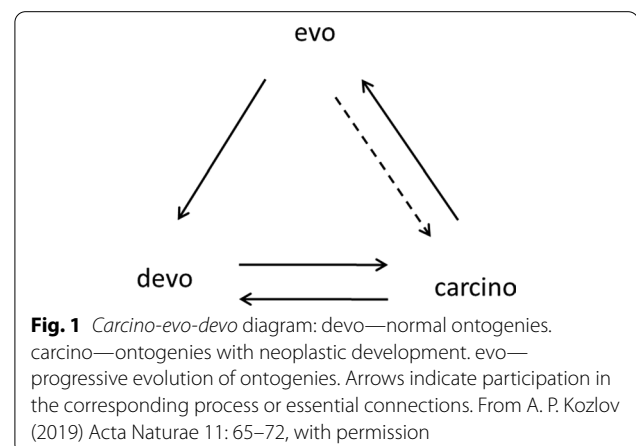 evo
devo
carcino
Fig. 1 Carcino-evo-devo diagram: devo—normal ontogenies.
carcino—ontogenies with neoplastic development. evo—
progressive evolution of ontogenies. Arrows indicate participation in
the corresponding process or essential connections. From A. P. Kozlov
(2019) Acta Naturae 11: 65–72, with permission